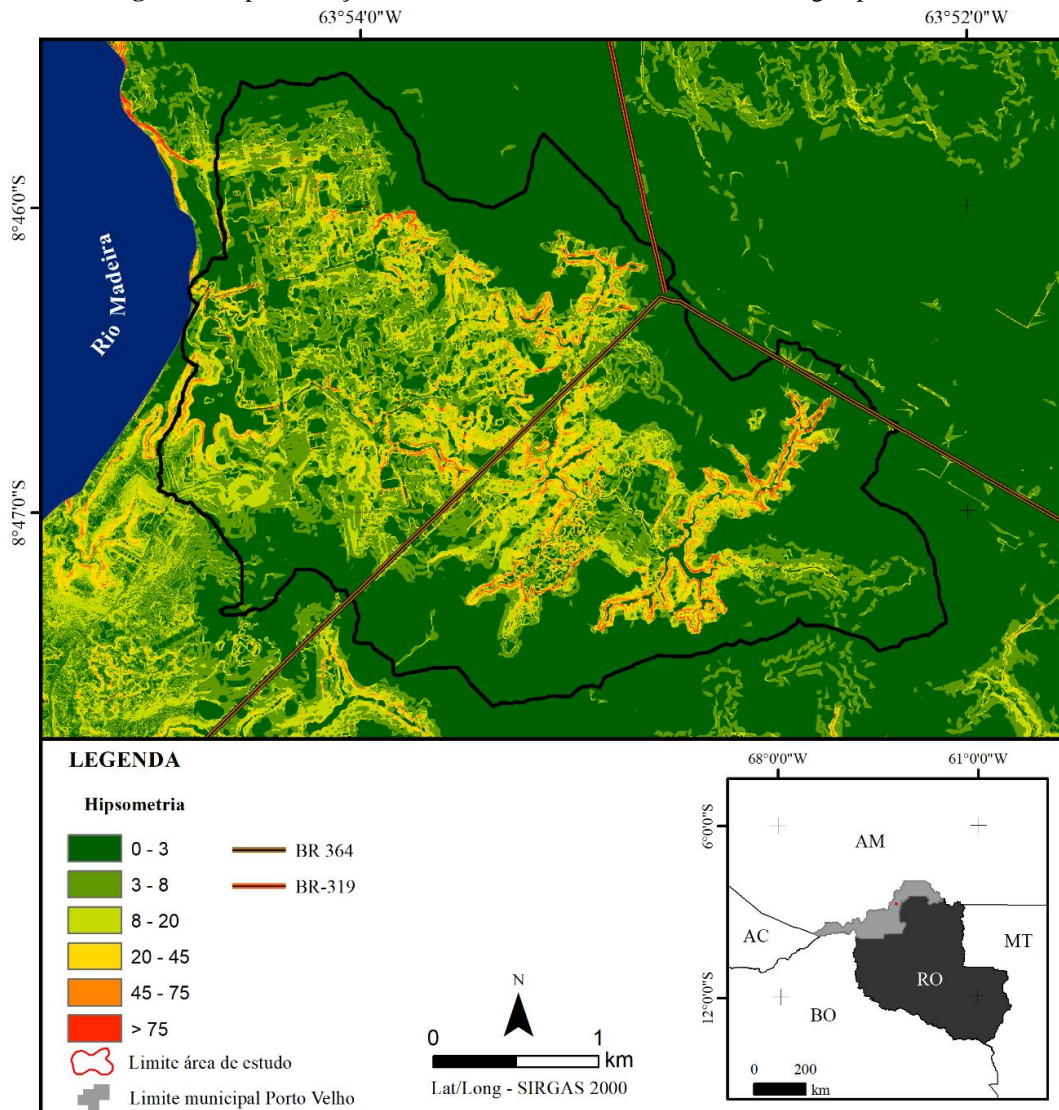 63°54'0"W
63°52'0"W
8°46'0"S
8°47'0"S
Rio Madeira
LEGENDA
Hipsometria
0 - 3
3 - 8
8 - 20
20 - 45
45 - 75
> 75
BR 364
BR-319
Limite área de estudo
Limite municipal Porto Velho
N
0 1
km
Lat/Long - SIRGAS 2000
68°0'0"W
61°0'0"W
6°0'0"S
12°0'0"S
AM
AC
MT
RO
BO
0 200
km